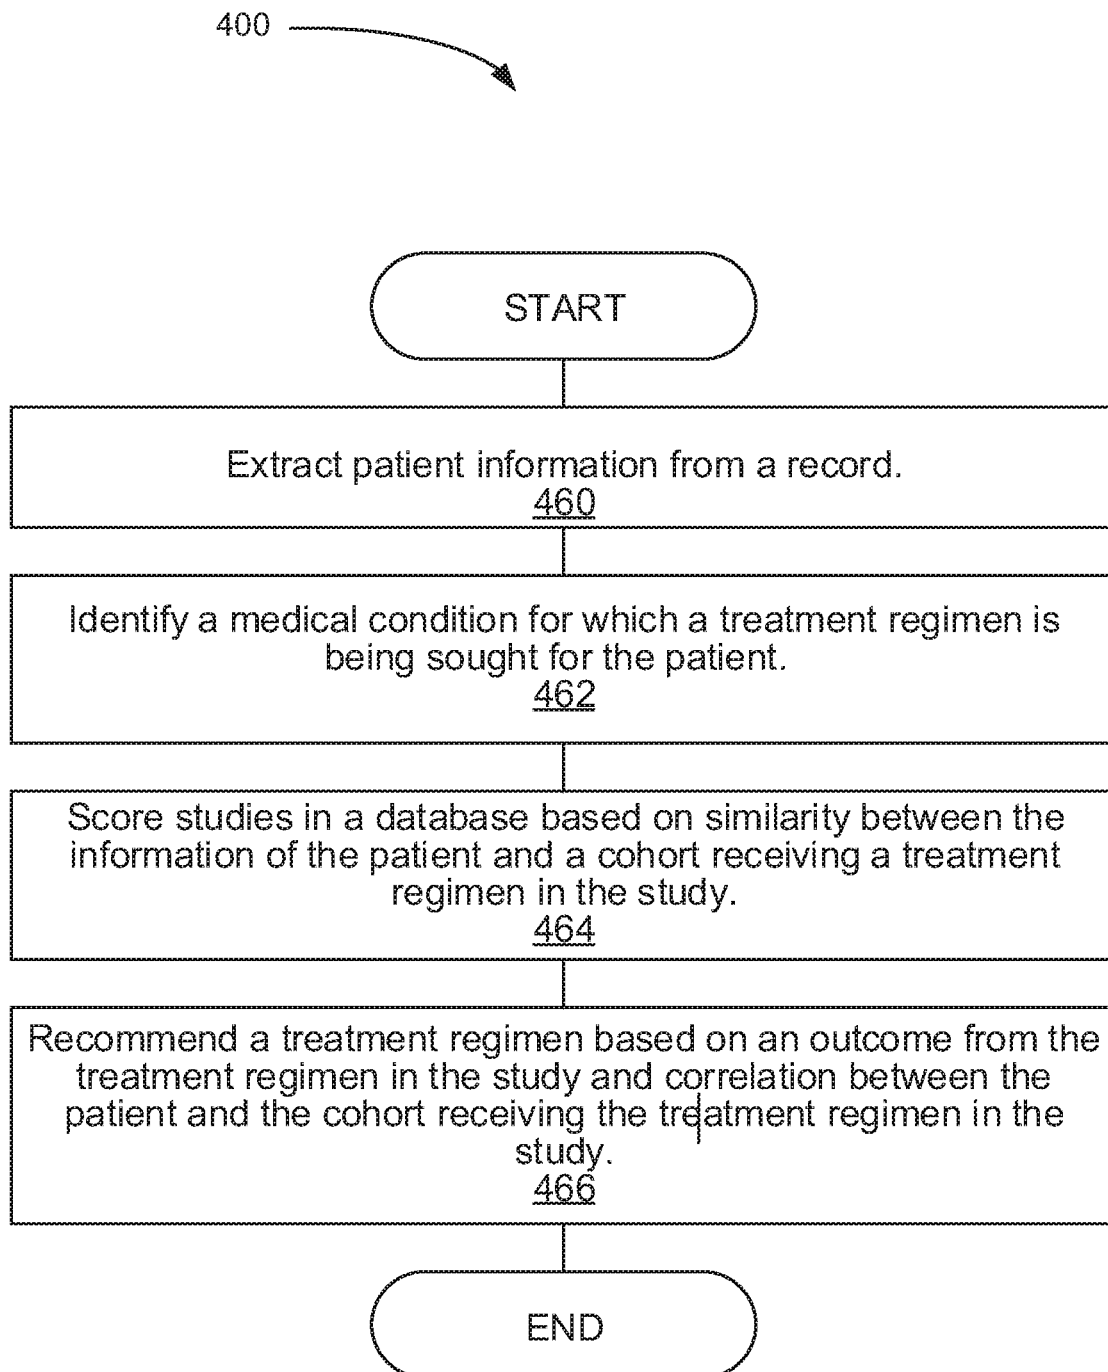 400
START
Extract patient information from a record.
460
Identify a medical condition for which a treatment regimen is
being sought for the patient.
462
Score studies in a database based on similarity between the
information of the patient and a cohort receiving a treatment
regimen in the study.
464
Recommend a treatment regimen based on an outcome from the
treatment regimen in the study and correlation between the
patient and the cohort receiving the treatment regimen in the
study.
466
END